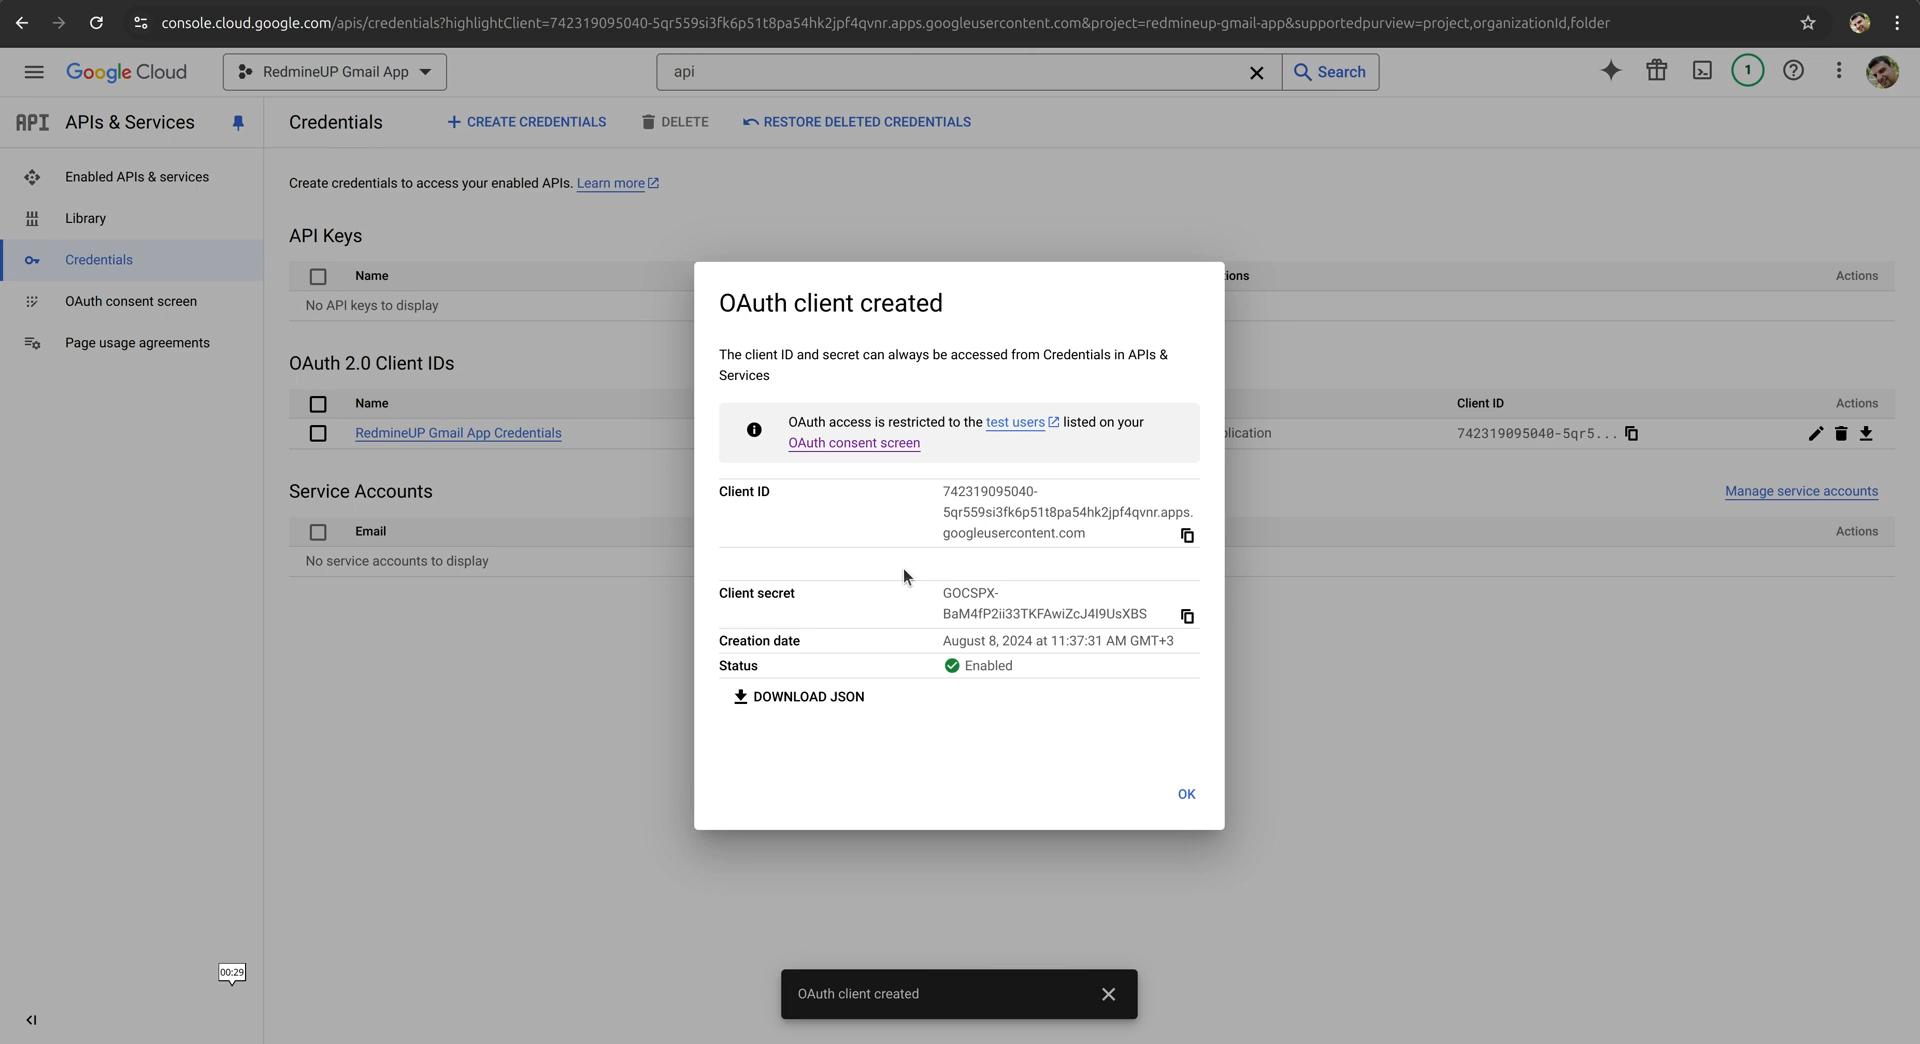 console.cloud.google.com/apis/credentials?highlightClient=742319095040-5qr559si3fk6p51t8pa54hk2jpf4qvnr.apps.googleusercontent.com&project=redmineup-gmail-app&supportedpurview=project,organizationId,folder
Google Cloud
RedmineUP Gmail App
api
Search
1
API APIs & Services
Credentials
CREATE CREDENTIALS
DELETE
RESTORE DELETED CREDENTIALS
Enabled APIs & services
Library
Credentials
OAuth consent screen
Page usage agreements
Create credentials to access your enabled APIs. Learn more
API Keys
Name
ions
Actions
No API keys to display
OAuth 2.0 Client IDs
Name
Client ID
Actions
RedmineUP Gmail App Credentials
lication
742319095040-5qr5...
Service Accounts
Manage service accounts
Email
Actions
No service accounts to display
OAuth client created
The client ID and secret can always be accessed from Credentials in APIs &
Services
OAuth access is restricted to the test users listed on your
OAuth consent screen
Client ID
742319095040-
5qr559si3fk6p51t8pa54hk2jpf4qvnr.apps.
googleusercontent.com
Client secret
GOCSPX-
BaM4fP2ii33TKFAwiZcJ4I9UsXBS
Creation date
August 8, 2024 at 11:37:31 AM GMT+3
Status
Enabled
DOWNLOAD JSON
OK
00:29
OAuth client created